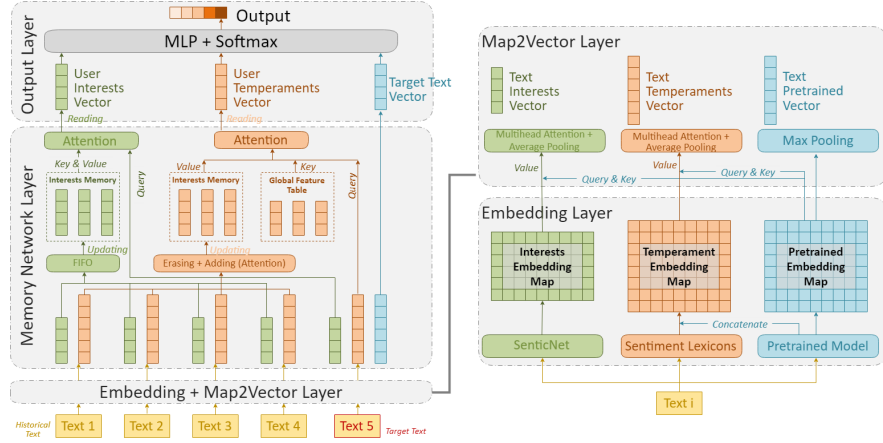 Output
MLP + Softmax
Output Layer
User
Interests
Vector
User
Temperaments
Vector
Target Text
Vector
Reading
Reading
Memory Network Layer
Attention
Attention
Key & Value
Query
Value
Key
Query
Interests Memory
Interests Memory
Global Feature
Table
Updating
Updating
FIFO
Erasing + Adding (Attention)
Embedding + Map2Vector Layer
Historical
Text
Text 1
Text 2
Text 3
Text 4
Text 5
Target Text
Map2Vector Layer
Text
Interests
Vector
Text
Temperaments
Vector
Text
Pretrained
Vector
Multihead Attention +
Average Pooling
Multihead Attention +
Average Pooling
Max Pooling
Value
Value
Query & Key
Query & Key
Embedding Layer
Interests
Embedding
Map
Temperament
Embedding
Map
Pretrained
Embedding
Map
Concatenate
SenticNet
Sentiment Lexicons
Pretrained Model
Text i